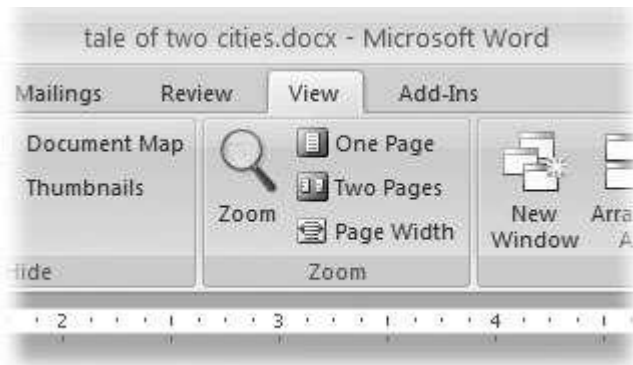 tale of two cities.docx - Microsoft Word
Mailings Review View Add-Ins
Document Map
Thumbnails
Zoom
One Page
Two Pages
Page Width
New
Window
Hide
Zoom
2 3 4